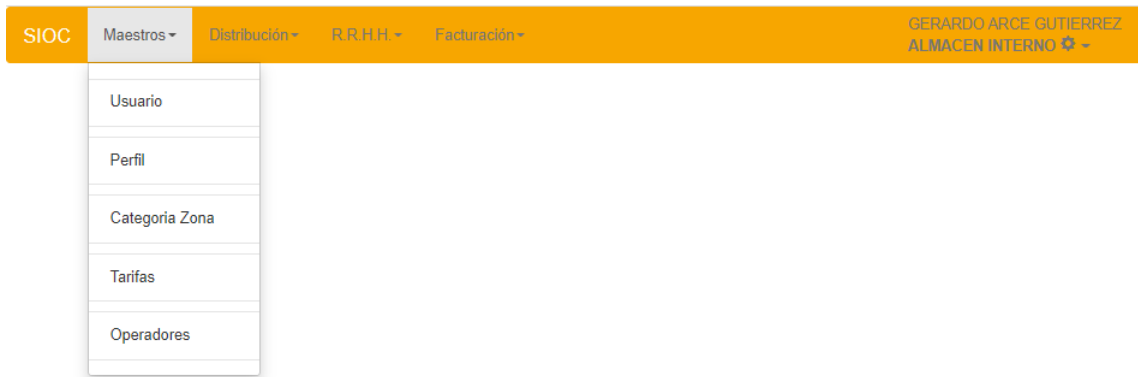 SIOC Maestros Distribución R.R.H.H. Facturación GERARDO ARCE GUTIERREZ
ALMACEN INTERNO
Usuario
Perfil
Categoria Zona
Tarifas
Operadores